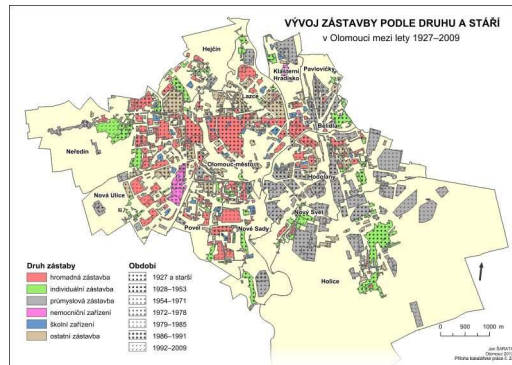 VÝVOJ ZÁSTAVBY PODLE DRUHU A STÁŘÍ
v Olomouci mezi lety 1927–2009
Hejčín
Klášterní
Hradisko
Pavlovičky
Lazce
Bělidla
Neředín
Olomouc-město
Hodolany
Nová Ulice
Nový Svět
Povel
Nové Sady
Holice
Druh zástaby
hromadná zástavba
individuální zástavba
průmyslová zástavba
nemocniční zařízení
školní zařízení
ostatní zástavba
Období
1927 a starší
1928–1953
1954–1971
1972–1978
1979–1985
1986–1991
1992–2009
0 500 1000 m